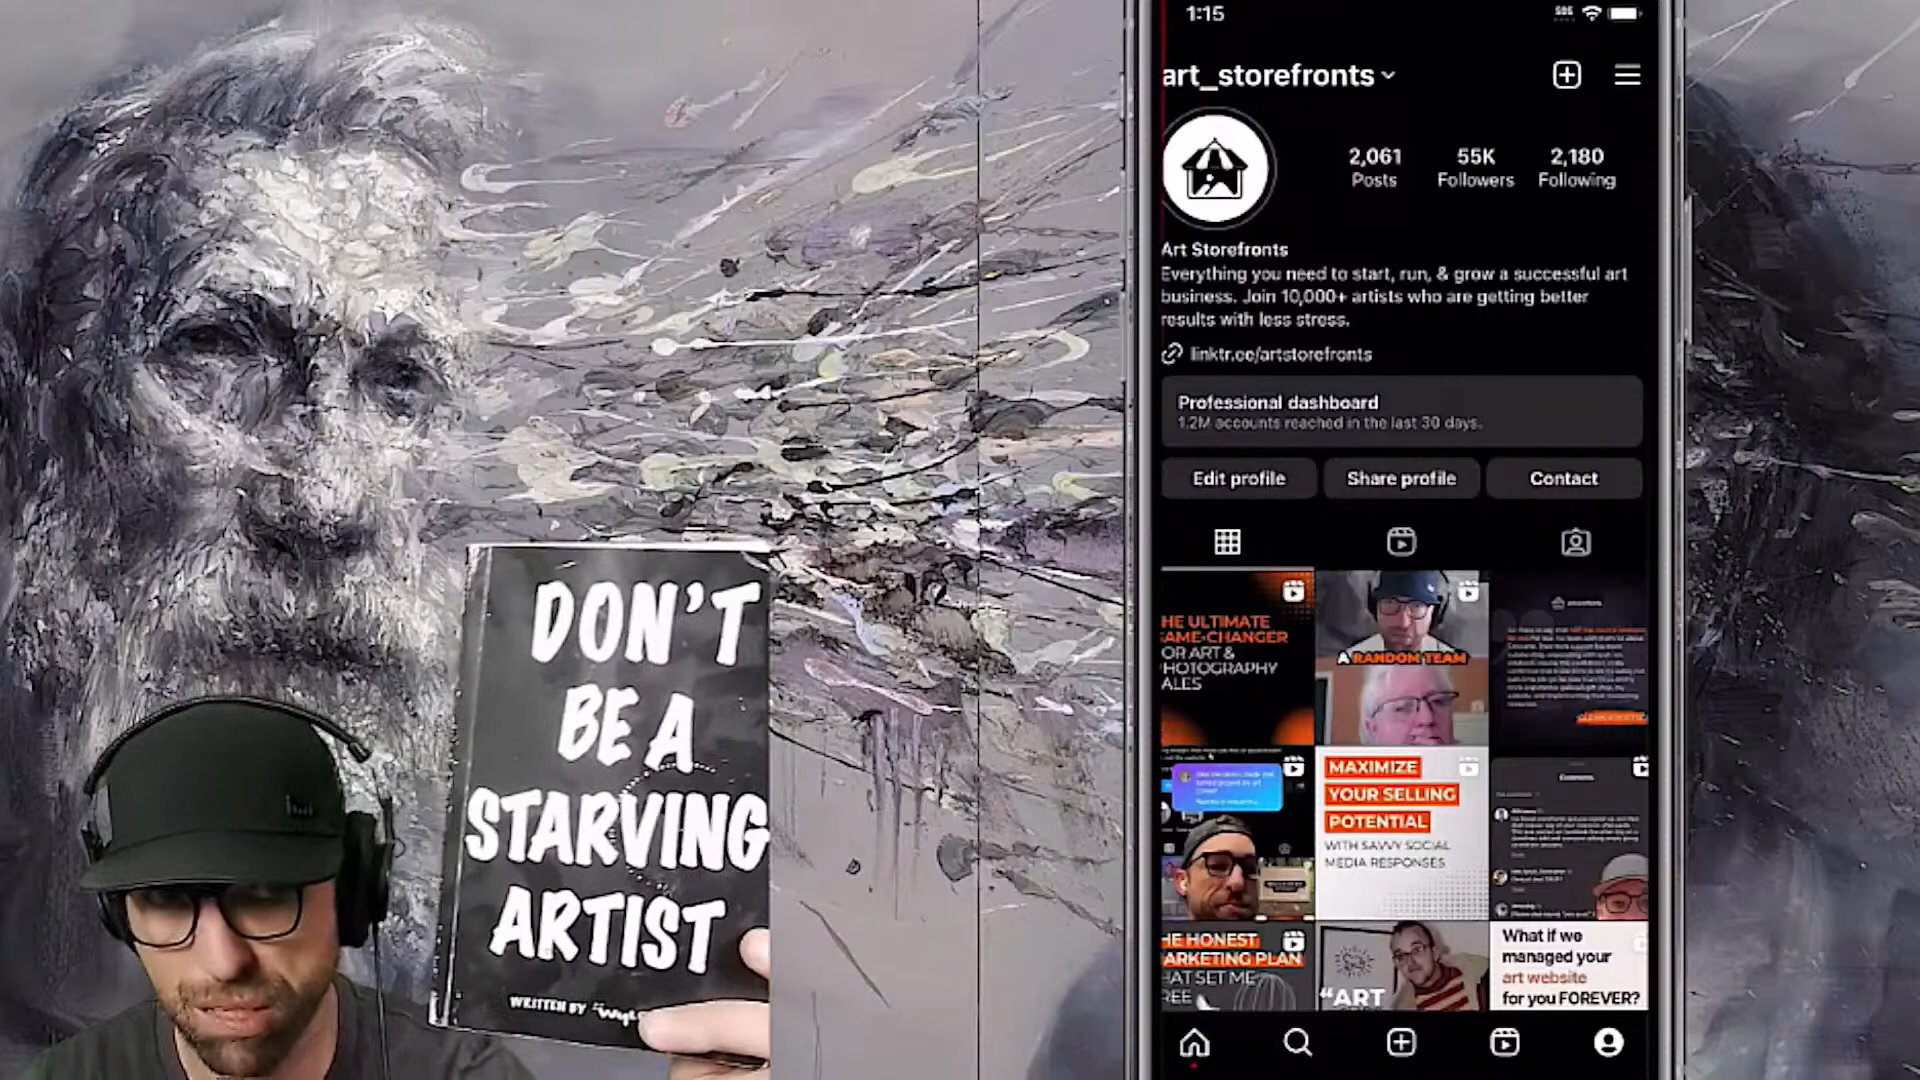 DON'T
BE A
STARVING
ARTIST
WRITTEN BY
1:15
SOS
art_storefronts
2,061
Posts
55K
Followers
2,180
Following
Art Storefronts
Everything you need to start, run, & grow a successful art
business. Join 10,000+ artists who are getting better
results with less stress.
linktr.ee/artstorefronts
Professional dashboard
1.2M accounts reached in the last 30 days.
Edit profile
Share profile
Contact
HE ULTIMATE
AME-CHANGER
OR ART &
HOTOGRAPHY
ALES
A RANDOM TEAM
MAXIMIZE
YOUR SELLING
POTENTIAL
WITH SAVVY SOCIAL
MEDIA RESPONSES
Comments
HE HONEST
ARKETING PLAN
HAT SET ME
REE
"ART
What if we
managed your
art website
for you FOREVER?